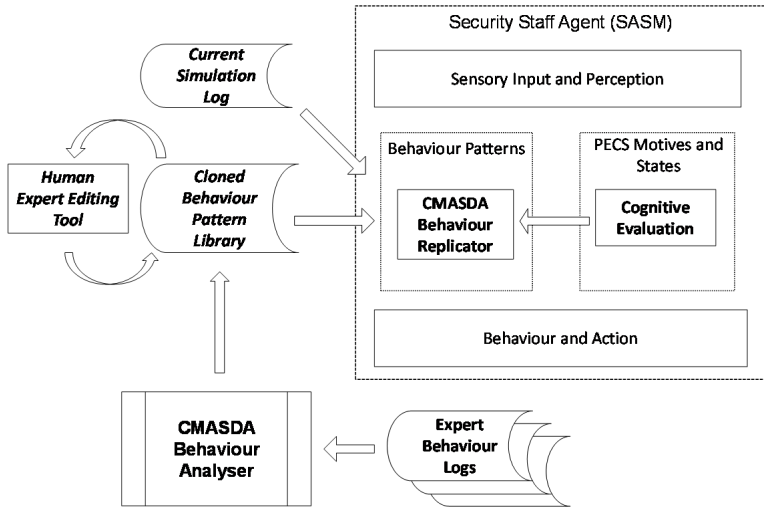 Security Staff Agent (SASM)
Current
Simulation
Log
Sensory Input and Perception
Behaviour Patterns
PECS Motives and
States
Human
Expert Editing
Tool
Cloned
Behaviour
Pattern
Library
CMASDA
Behaviour
Replicator
Cognitive
Evaluation
Behaviour and Action
CMASDA
Behaviour
Analyser
Expert
Behaviour
Logs